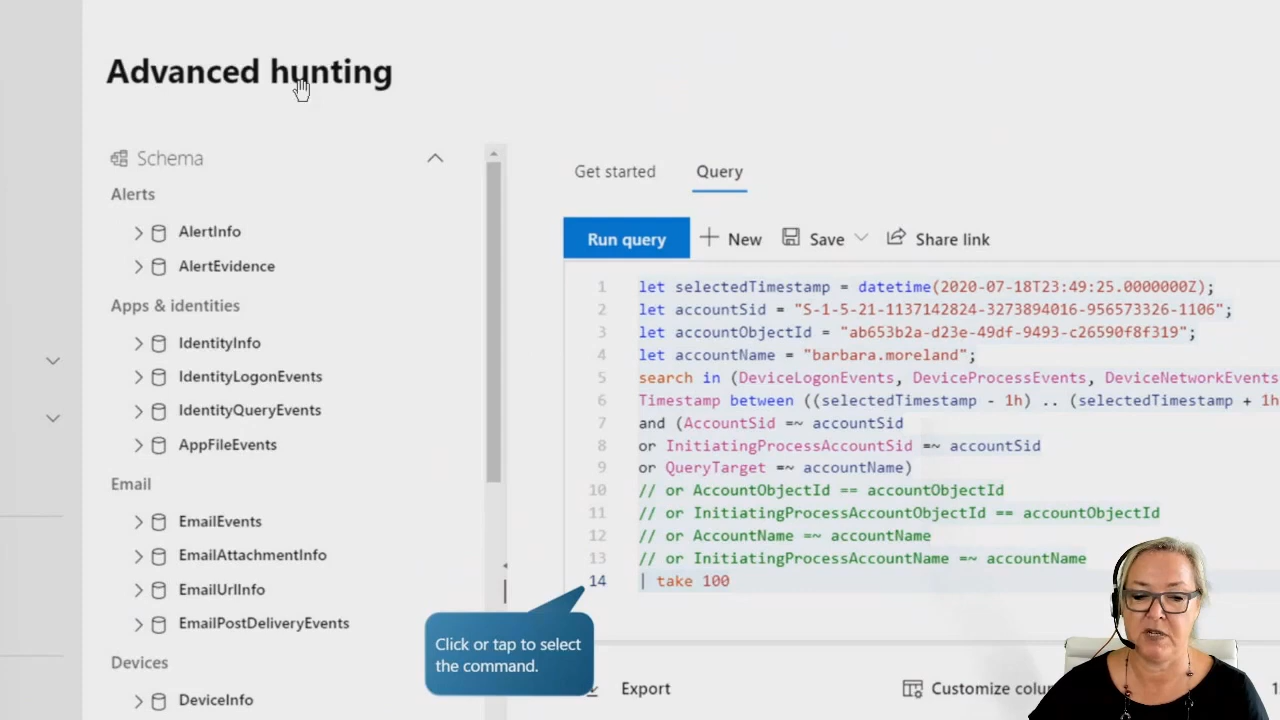 Advanced hunting
Schema
Alerts
AlertInfo
AlertEvidence
Apps & identities
IdentityInfo
IdentityLogonEvents
IdentityQueryEvents
AppFileEvents
Email
EmailEvents
EmailAttachmentInfo
EmailUrlInfo
EmailPostDeliveryEvents
Devices
DeviceInfo
Get started Query
Run query New Save Share link
1 let selectedTimestamp = datetime(2020-07-18T23:49:25.0000000Z);
2 let accountSid = "S-1-5-21-1137142824-3273894016-956573326-1106";
3 let accountObjectId = "ab653b2a-d23e-49df-9493-c26590f8f319";
4 let accountName = "barbara.moreland";
5 search in (DeviceLogonEvents, DeviceProcessEvents, DeviceNetworkEvents
6 Timestamp between ((selectedTimestamp - 1h) .. (selectedTimestamp + 1h
7 and (AccountSid =~ accountSid
8 or InitiatingProcessAccountSid =~ accountSid
9 or QueryTarget =~ accountName)
10 // or AccountObjectId == accountObjectId
11 // or InitiatingProcessAccountObjectId == accountObjectId
12 // or AccountName =~ accountName
13 // or InitiatingProcessAccountName =~ accountName
14 | take 100
Click or tap to select
the command.
Export Customize colu